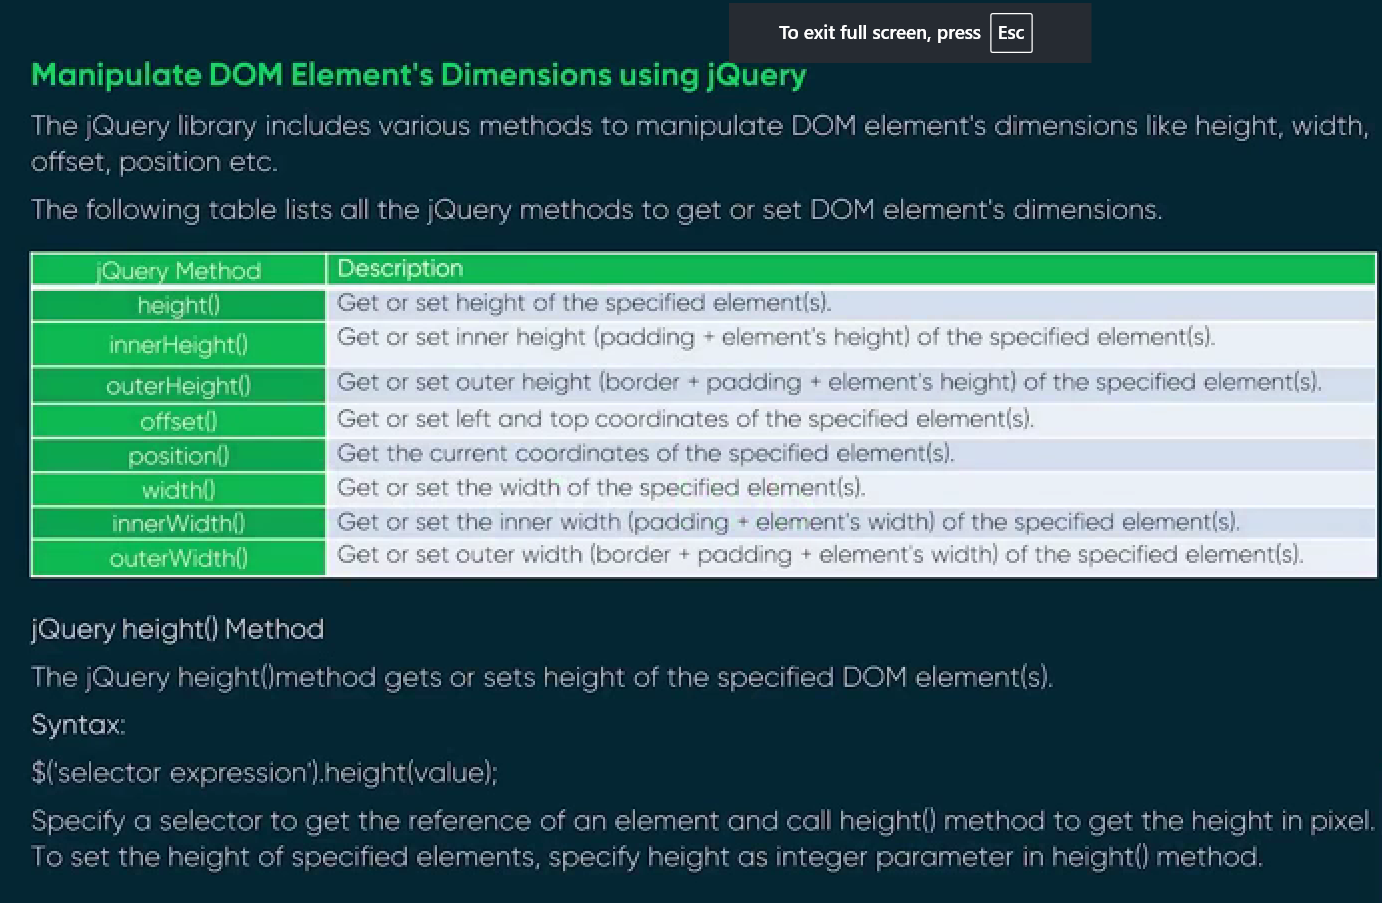 To exit full screen, press Esc
Manipulate DOM Element's Dimensions using jQuery
The jQuery library includes various methods to manipulate DOM element's dimensions like height, width,
offset, position etc.
The following table lists all the jQuery methods to get or set DOM element's dimensions.
jQuery Method Description
height() Get or set height of the specified element(s).
innerHeight() Get or set inner height (padding + element's height) of the specified element(s).
outerHeight() Get or set outer height (border + padding + element's height) of the specified element(s).
offset() Get or set left and top coordinates of the specified element(s).
position() Get the current coordinates of the specified element(s).
width() Get or set the width of the specified element(s).
innerWidth() Get or set the inner width (padding + element's width) of the specified element(s).
outerWidth() Get or set outer width (border + padding + element's width) of the specified element(s).
jQuery height() Method
The jQuery height()method gets or sets height of the specified DOM element(s).
Syntax:
$('selector expression').height(value);
Specify a selector to get the reference of an element and call height() method to get the height in pixel.
To set the height of specified elements, specify height as integer parameter in height() method.